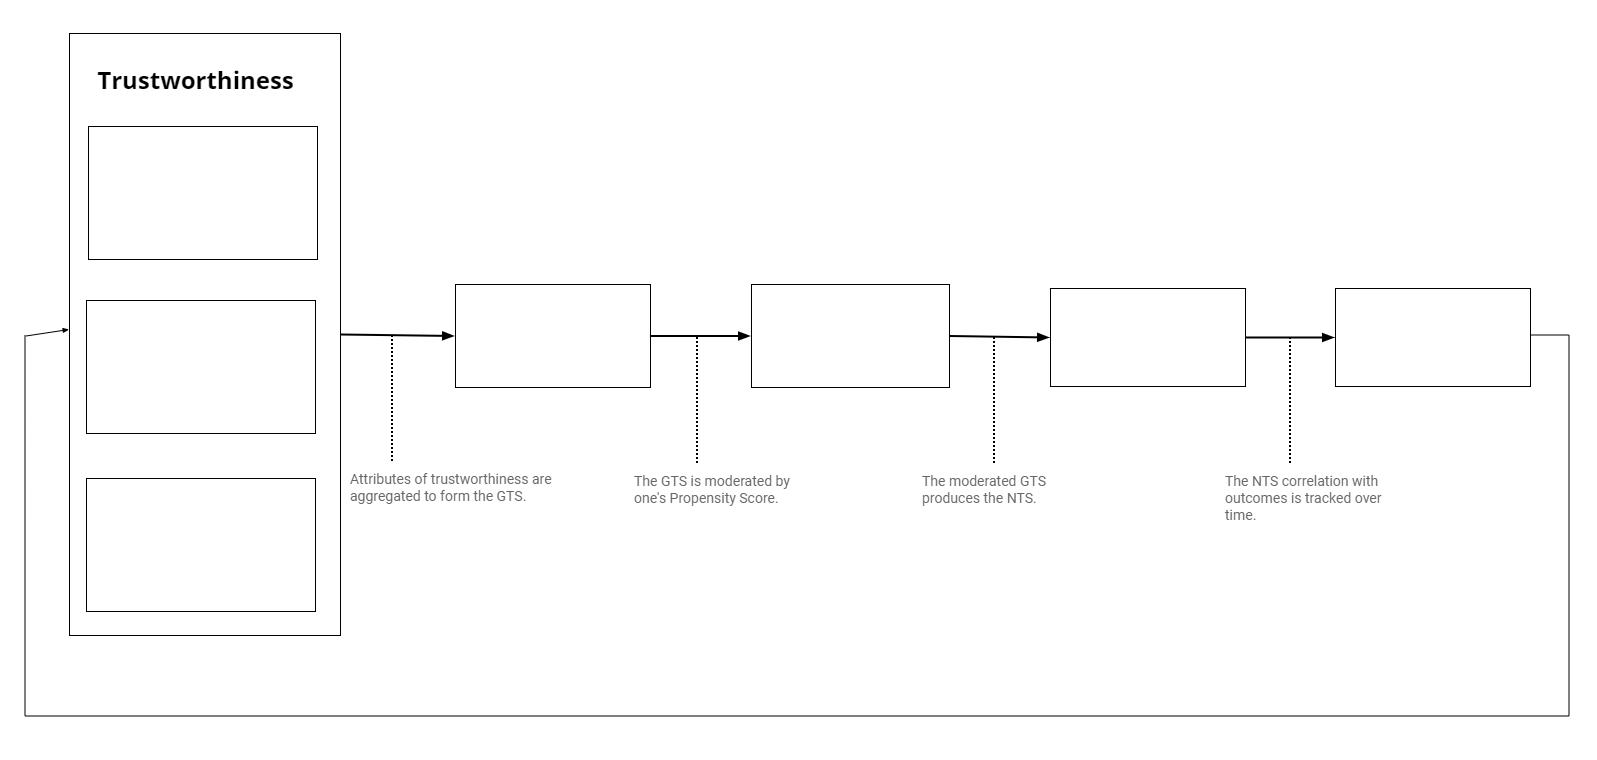 Trustworthiness
Attributes of trustworthiness are
aggregated to form the GTS.
The GTS is moderated by
one's Propensity Score.
The moderated GTS
produces the NTS.
The NTS correlation with
outcomes is tracked over
time.